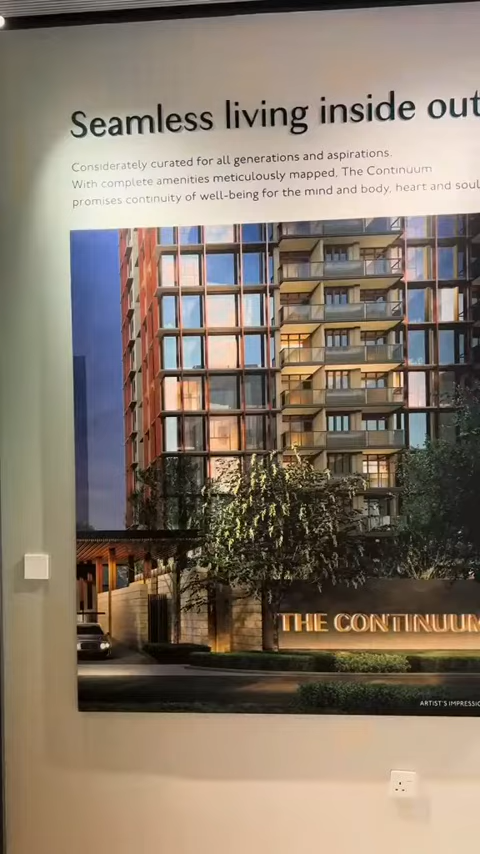 Seamless living inside out
Considerately curated for all generations and aspirations.
With complete amenities meticulously mapped, The Continuum
promises continuity of well-being for the mind and body, heart and soul
THE CONTINUUM
ARTIST'S IMPRESSIO